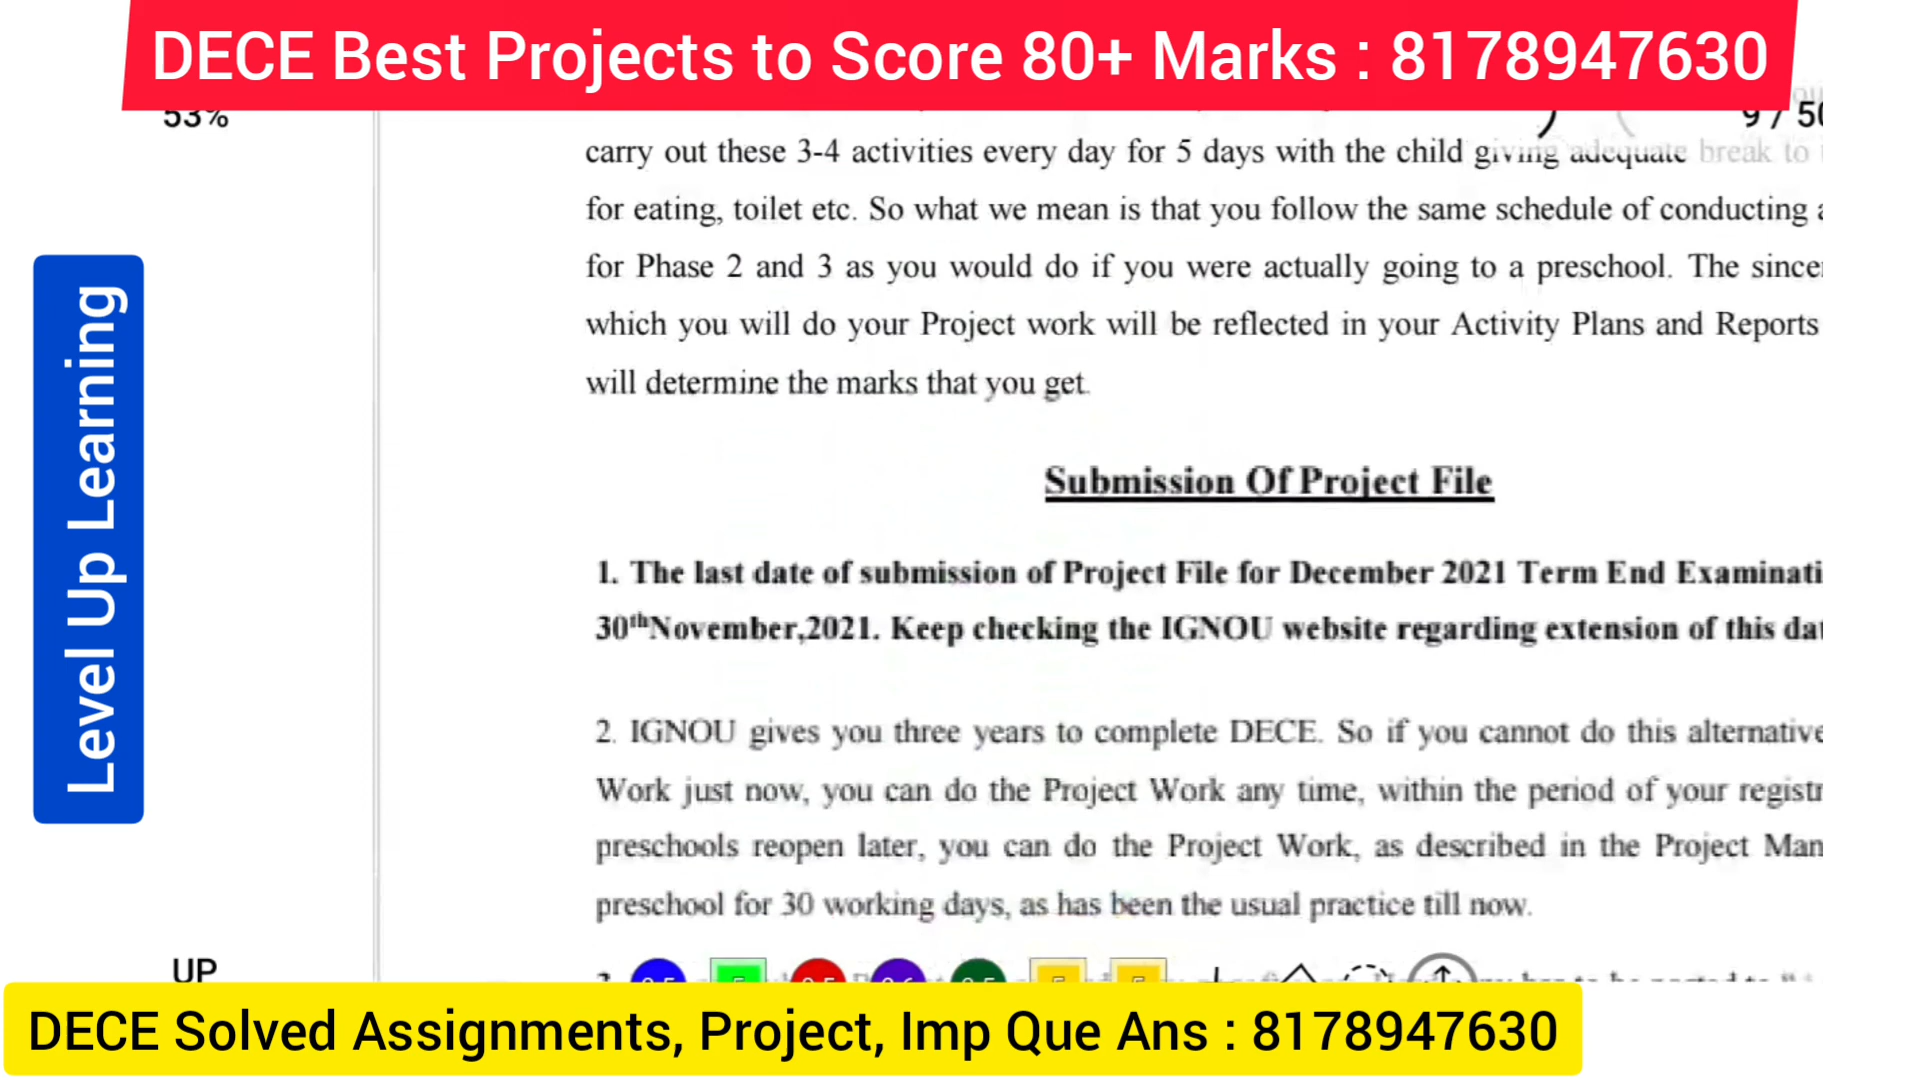 DECE Best Projects to Score 80+ Marks : 8178947630
53%
9 / 50
carry out these 3-4 activities every day for 5 days with the child giving adequate break to
for eating, toilet etc. So what we mean is that you follow the same schedule of conducting
for Phase 2 and 3 as you would do if you were actually going to a preschool. The
which you will do your Project work will be reflected in your Activity Plans and Reports
will determine the marks that you get.
Submission Of Project File
1. The last date of submission of Project File for December 2021 Term End
30thNovember,2021. Keep checking the IGNOU website regarding extension of this
2. IGNOU gives you three years to complete DECE. So if you cannot do this alternative
Work just now, you can do the Project Work any time, within the period of your
preschools reopen later, you can do the Project Work, as described in the Project
preschool for 30 working days, as has been the usual practice till now.
Level Up Learning
UP
DECE Solved Assignments, Project, Imp Que Ans : 8178947630